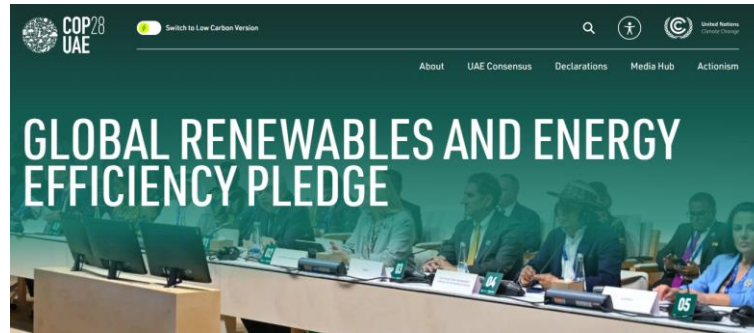 COP28
UAE
Switch to Low Carbon Version
United Nations
Climate Change
About UAE Consensus Declarations Media Hub Actionism
GLOBAL RENEWABLES AND ENERGY
EFFICIENCY PLEDGE
03
04
05